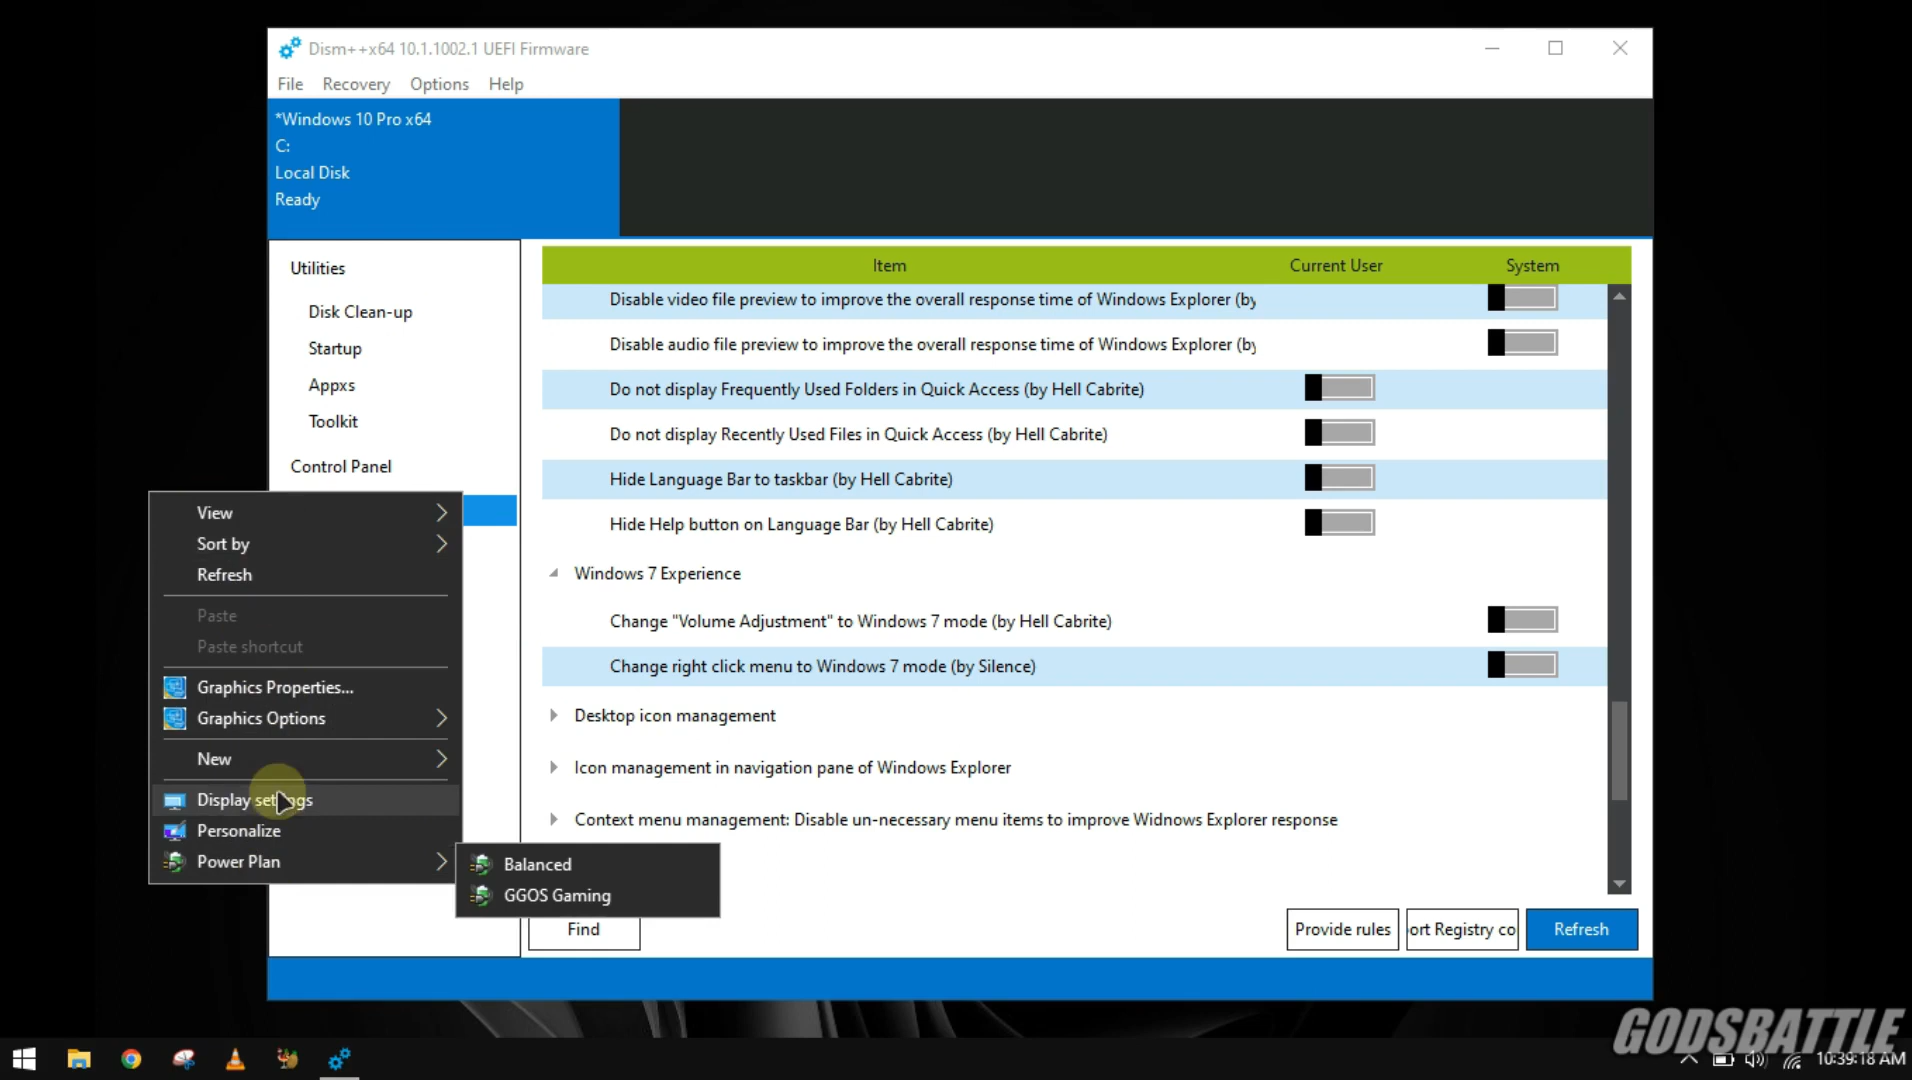 Dism++x64 10.1.1002.1 UEFI Firmware
File Recovery Options Help
*Windows 10 Pro x64
C:
Local Disk
Ready
Utilities
Disk Clean-up
Startup
Appxs
Toolkit
Control Panel
Item Current User System
Disable video file preview to improve the overall response time of Windows Explorer (by
Disable audio file preview to improve the overall response time of Windows Explorer (by
Do not display Frequently Used Folders in Quick Access (by Hell Cabrite)
Do not display Recently Used Files in Quick Access (by Hell Cabrite)
Hide Language Bar to taskbar (by Hell Cabrite)
Hide Help button on Language Bar (by Hell Cabrite)
Windows 7 Experience
Change "Volume Adjustment" to Windows 7 mode (by Hell Cabrite)
Change right click menu to Windows 7 mode (by Silence)
Desktop icon management
Icon management in navigation pane of Windows Explorer
Context menu management: Disable un-necessary menu items to improve Widnows Explorer response
View
Sort by
Refresh
Paste
Paste shortcut
Graphics Properties...
Graphics Options
New
Display settings
Personalize
Power Plan
Balanced
GGOS Gaming
Find Provide rules ort Registry co Refresh
GODSBATTLE
10:39:18 AM